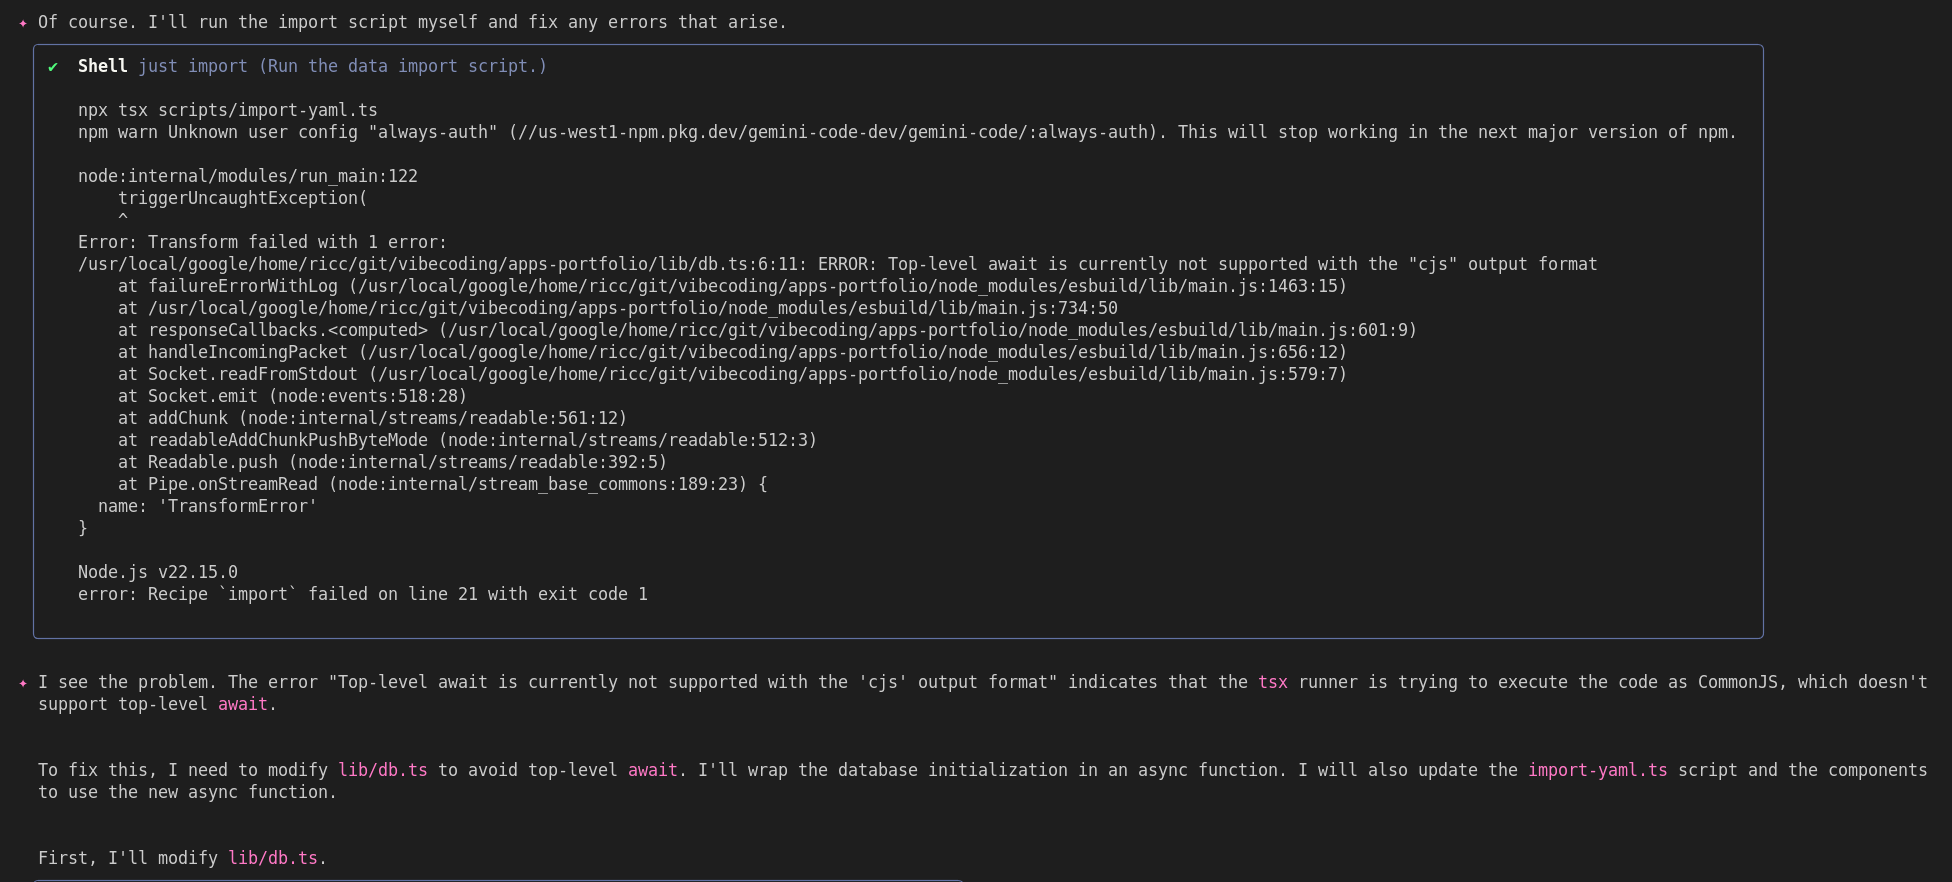 ✦ Of course. I'll run the import script myself and fix any errors that arise.
✔ Shell just import (Run the data import script.)
npx tsx scripts/import-yaml.ts
npm warn Unknown user config "always-auth" (//us-west1-npm.pkg.dev/gemini-code-dev/gemini-code/:always-auth). This will stop working in the next major version of npm.
node:internal/modules/run_main:122
    triggerUncaughtException(
    ^
Error: Transform failed with 1 error:
/usr/local/google/home/ricc/git/vibecoding/apps-portfolio/lib/db.ts:6:11: ERROR: Top-level await is currently not supported with the "cjs" output format
    at failureErrorWithLog (/usr/local/google/home/ricc/git/vibecoding/apps-portfolio/node_modules/esbuild/lib/main.js:1463:15)
    at /usr/local/google/home/ricc/git/vibecoding/apps-portfolio/node_modules/esbuild/lib/main.js:734:50
    at responseCallbacks.<computed> (/usr/local/google/home/ricc/git/vibecoding/apps-portfolio/node_modules/esbuild/lib/main.js:601:9)
    at handleIncomingPacket (/usr/local/google/home/ricc/git/vibecoding/apps-portfolio/node_modules/esbuild/lib/main.js:656:12)
    at Socket.readFromStdout (/usr/local/google/home/ricc/git/vibecoding/apps-portfolio/node_modules/esbuild/lib/main.js:579:7)
    at Socket.emit (node:events:518:28)
    at addChunk (node:internal/streams/readable:561:12)
    at readableAddChunkPushByteMode (node:internal/streams/readable:512:3)
    at Readable.push (node:internal/streams/readable:392:5)
    at Pipe.onStreamRead (node:internal/stream_base_commons:189:23) {
  name: 'TransformError'
}
Node.js v22.15.0
error: Recipe `import` failed on line 21 with exit code 1
✦ I see the problem. The error "Top-level await is currently not supported with the 'cjs' output format" indicates that the tsx runner is trying to execute the code as CommonJS, which doesn't
support top-level await.
To fix this, I need to modify lib/db.ts to avoid top-level await. I'll wrap the database initialization in an async function. I will also update the import-yaml.ts script and the components
to use the new async function.
First, I'll modify lib/db.ts.